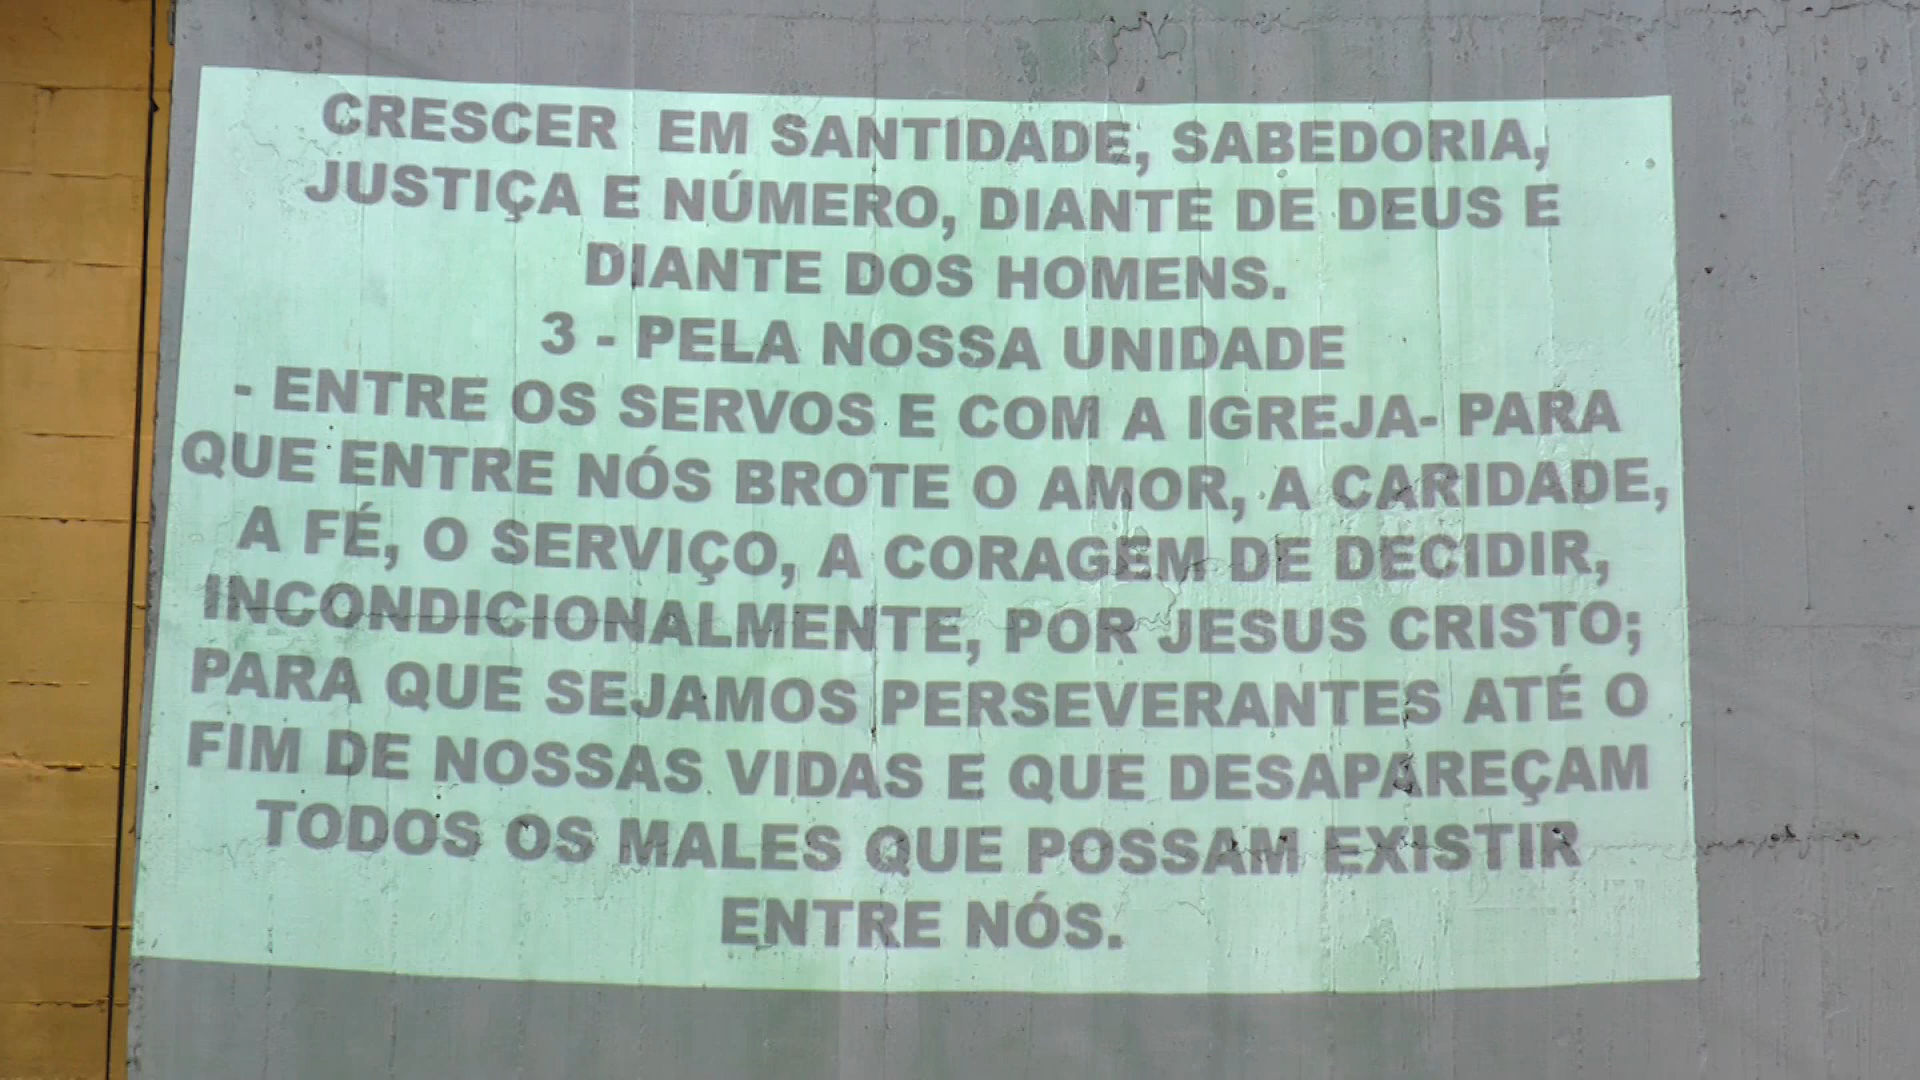 CRESCER EM SANTIDADE, SABEDORIA,
JUSTIÇA E NÚMERO, DIANTE DE DEUS E
DIANTE DOS HOMENS.
3 - PELA NOSSA UNIDADE
- ENTRE OS SERVOS E COM A IGREJA- PARA
QUE ENTRE NÓS BROTE O AMOR, A CARIDADE,
A FÉ, O SERVIÇO, A CORAGEM DE DECIDIR,
INCONDICIONALMENTE, POR JESUS CRISTO;
PARA QUE SEJAMOS PERSEVERANTES ATÉ O
FIM DE NOSSAS VIDAS E QUE DESAPAREÇAM
TODOS OS MALES QUE POSSAM EXISTIR
ENTRE NÓS.